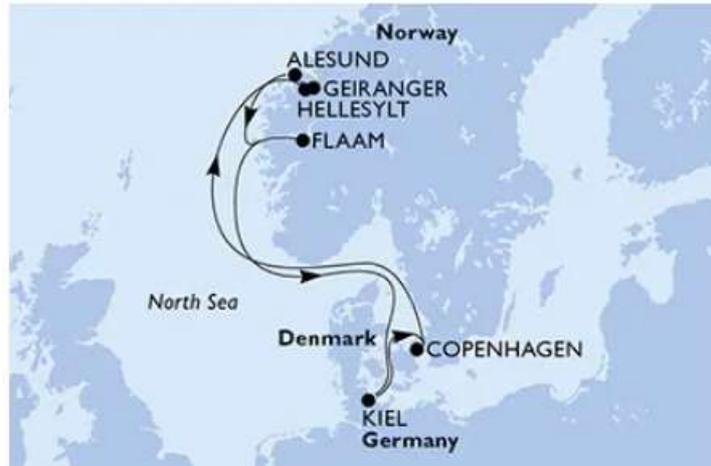 Norway
ALESUND
GEIRANGER
HELLESYLT
FLAAM
North Sea
Denmark
COPENHAGEN
KIEL
Germany